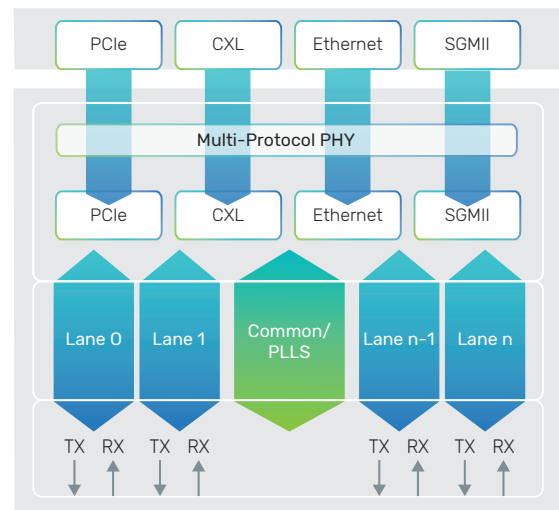 PCIe CXL Ethernet SGMII
Multi-Protocol PHY
PCIe CXL Ethernet SGMII
Lane 0 Lane 1 Common/
PLLS Lane n-1 Lane n
TX RX TX RX TX RX TX RX